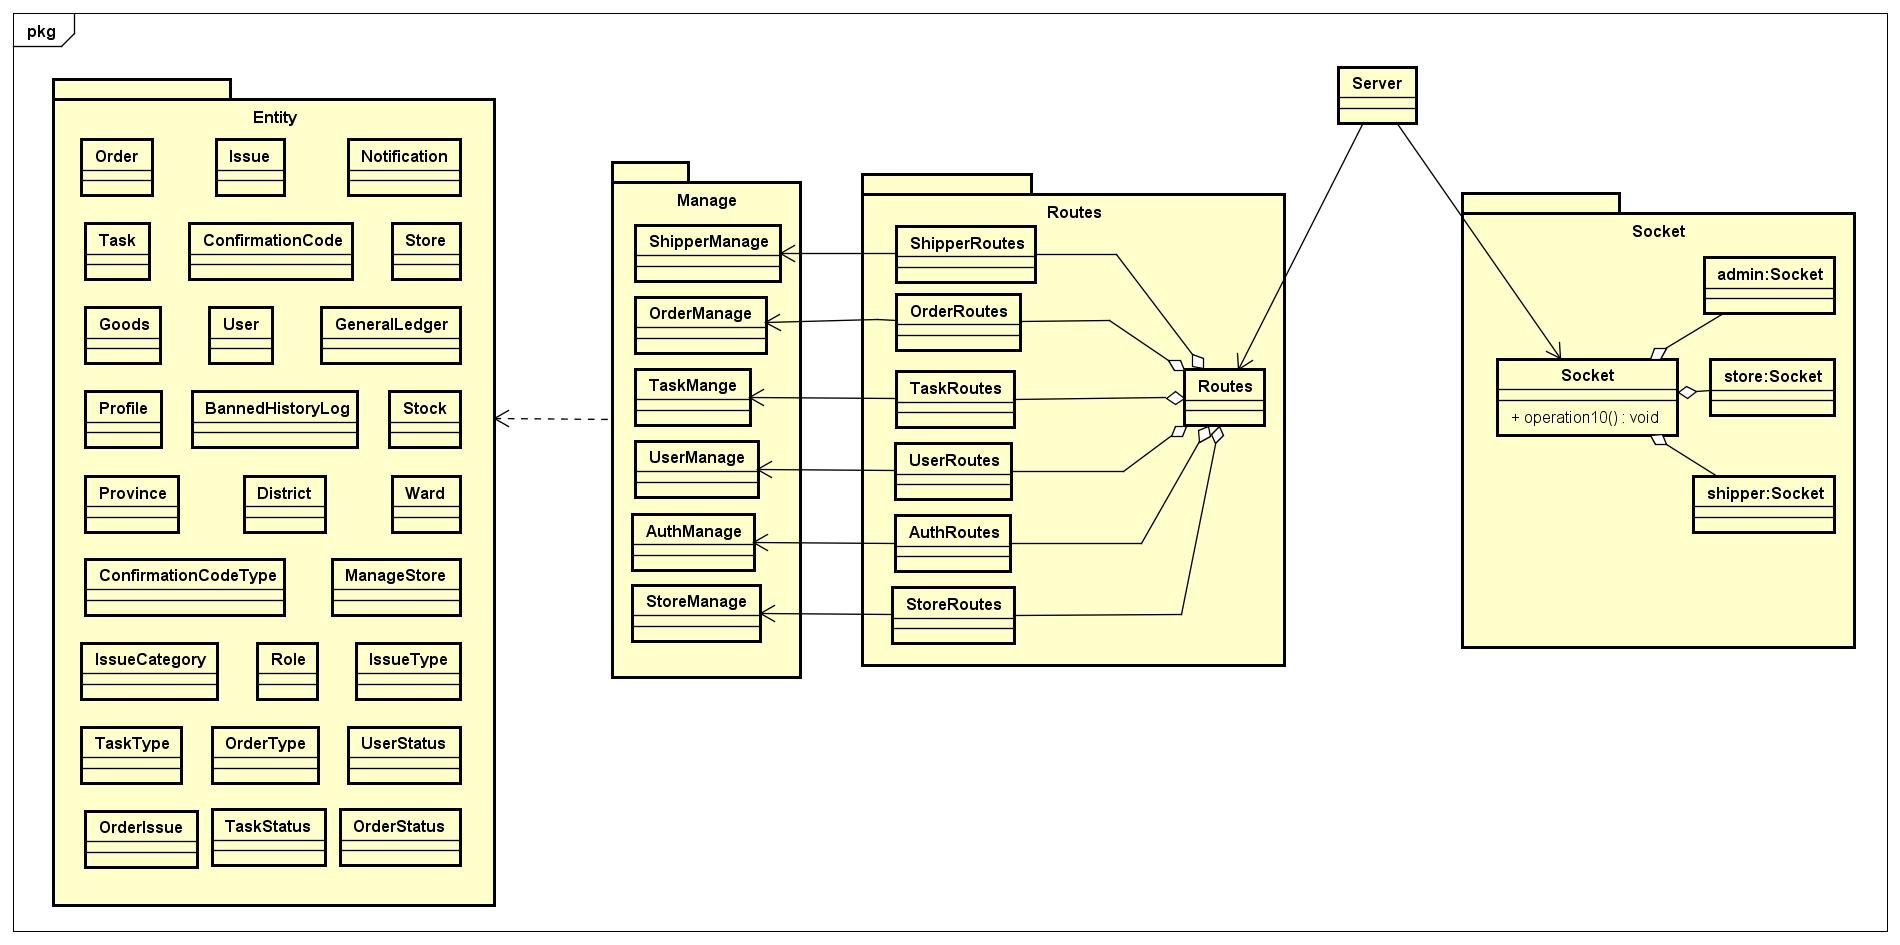 pkg
Entity
Order
Issue
Notification
Task
ConfirmationCode
Store
Goods
User
GeneralLedger
Profile
BannedHistoryLog
Stock
Province
District
Ward
ConfirmationCodeType
ManageStore
IssueCategory
Role
IssueType
TaskType
OrderType
UserStatus
OrderIssue
TaskStatus
OrderStatus
Manage
ShipperManage
OrderManage
TaskMange
UserManage
AuthManage
StoreManage
Routes
ShipperRoutes
OrderRoutes
TaskRoutes
UserRoutes
AuthRoutes
StoreRoutes
Routes
Server
Socket
admin:Socket
Socket
+ operation10() : void
store:Socket
shipper:Socket